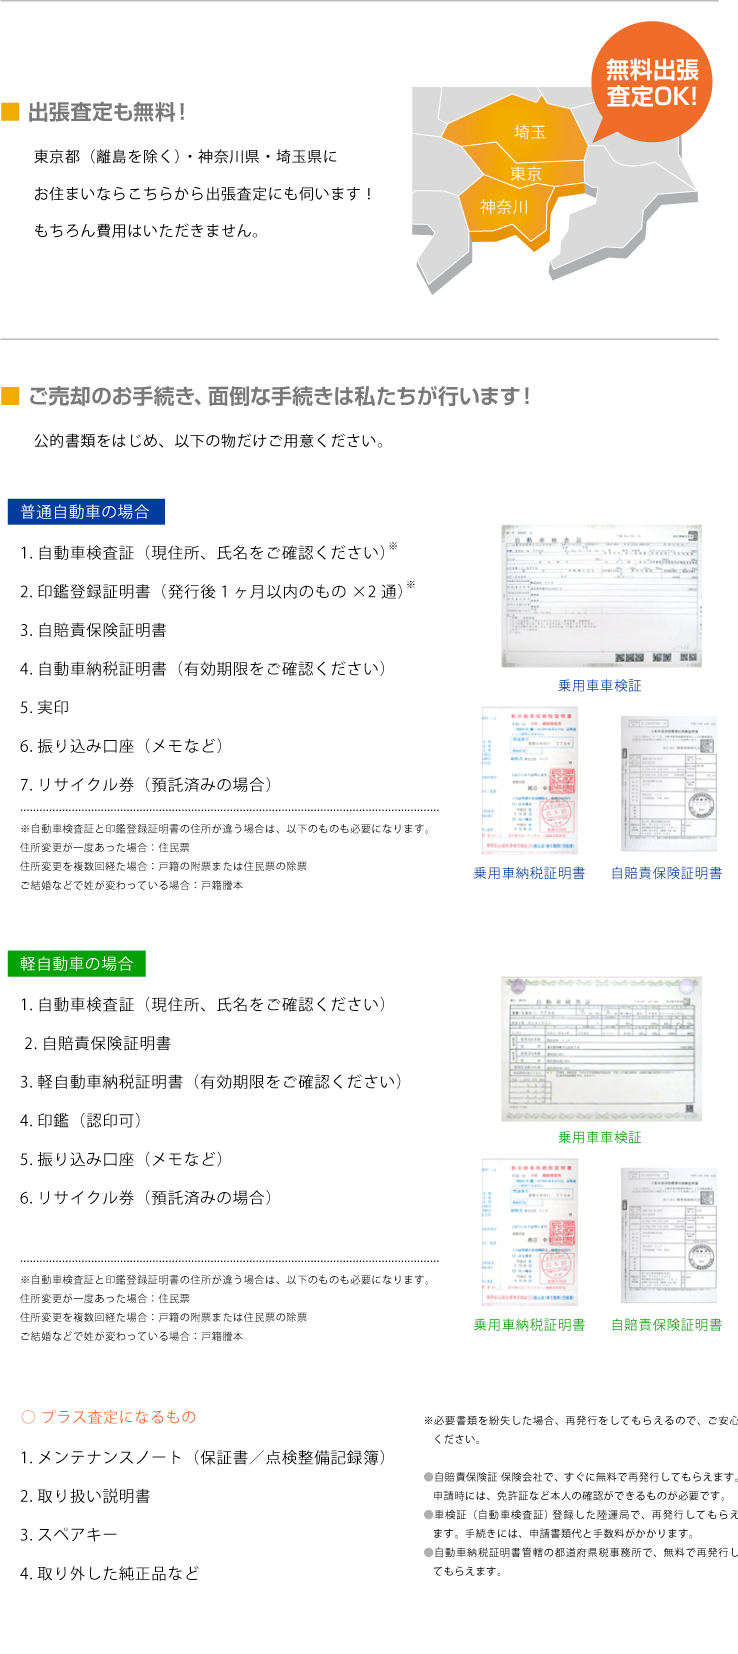 ■ 出張査定も無料！
東京都（離島を除く）・神奈川県・埼玉県に
お住まいならこちらから出張査定にも伺います！
もちろん費用はいただきません。
無料出張
査定OK!
埼玉
東京
神奈川
■ ご売却のお手続き、面倒な手続きは私たちが行います！
公的書類をはじめ、以下の物だけご用意ください。
普通自動車の場合
1. 自動車検査証（現住所、氏名をご確認ください）※
2. 印鑑登録証明書（発行後 1 ヶ月以内のもの ×2 通）※
3. 自賠責保険証明書
4. 自動車納税証明書（有効期限をご確認ください）
5. 実印
6. 振り込み口座（メモなど）
7. リサイクル券（預託済みの場合）
※自動車検査証と印鑑登録証明書の住所が違う場合は、以下のものも必要になります。
住所変更が一度あった場合：住民票
住所変更を複数回経た場合：戸籍の附票または住民票の除票
ご結婚などで姓が変わっている場合：戸籍謄本
自動車検査証
乗用車車検証
乗用車納税証明書
自賠責保険証明書
軽自動車の場合
1. 自動車検査証（現住所、氏名をご確認ください）
2. 自賠責保険証明書
3. 軽自動車納税証明書（有効期限をご確認ください）
4. 印鑑（認印可）
5. 振り込み口座（メモなど）
6. リサイクル券（預託済みの場合）
※自動車検査証と印鑑登録証明書の住所が違う場合は、以下のものも必要になります。
住所変更が一度あった場合：住民票
住所変更を複数回経た場合：戸籍の附票または住民票の除票
ご結婚などで姓が変わっている場合：戸籍謄本
自動車検査証
乗用車車検証
乗用車納税証明書
自賠責保険証明書
○ プラス査定になるもの
1. メンテナンスノート（保証書／点検整備記録簿）
2. 取り扱い説明書
3. スペアキー
4. 取り外した純正品など
※必要書類を紛失した場合、再発行をしてもらえるので、ご安心
ください。
●自賠責保険証 保険会社で、すぐに無料で再発行してもらえます。
申請時には、免許証など本人の確認ができるものが必要です。
●車検証（自動車検査証）登録した陸運局で、再発行してもらえ
ます。手続きには、申請書類代と手数料がかかります。
●自動車納税証明書管轄の都道府県税事務所で、無料で再発行し
てもらえます。